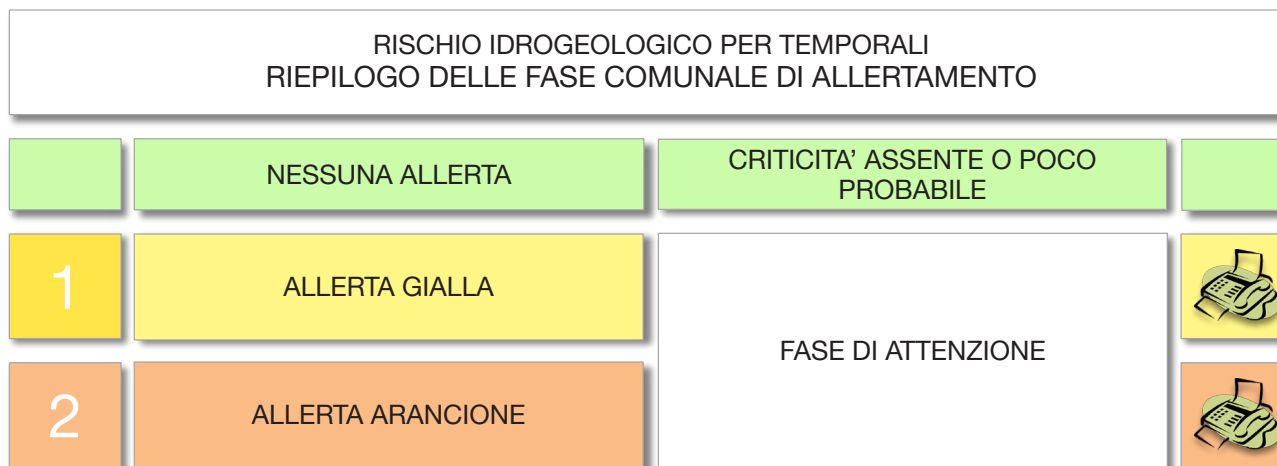 RISCHIO IDROGEOLOGICO PER TEMPORALI
RIEPILOGO DELLE FASE COMUNALE DI ALLERTAMENTO
NESSUNA ALLERTA
CRITICITA’ ASSENTE O POCO
PROBABILE
1
ALLERTA GIALLA
FASE DI ATTENZIONE
2
ALLERTA ARANCIONE